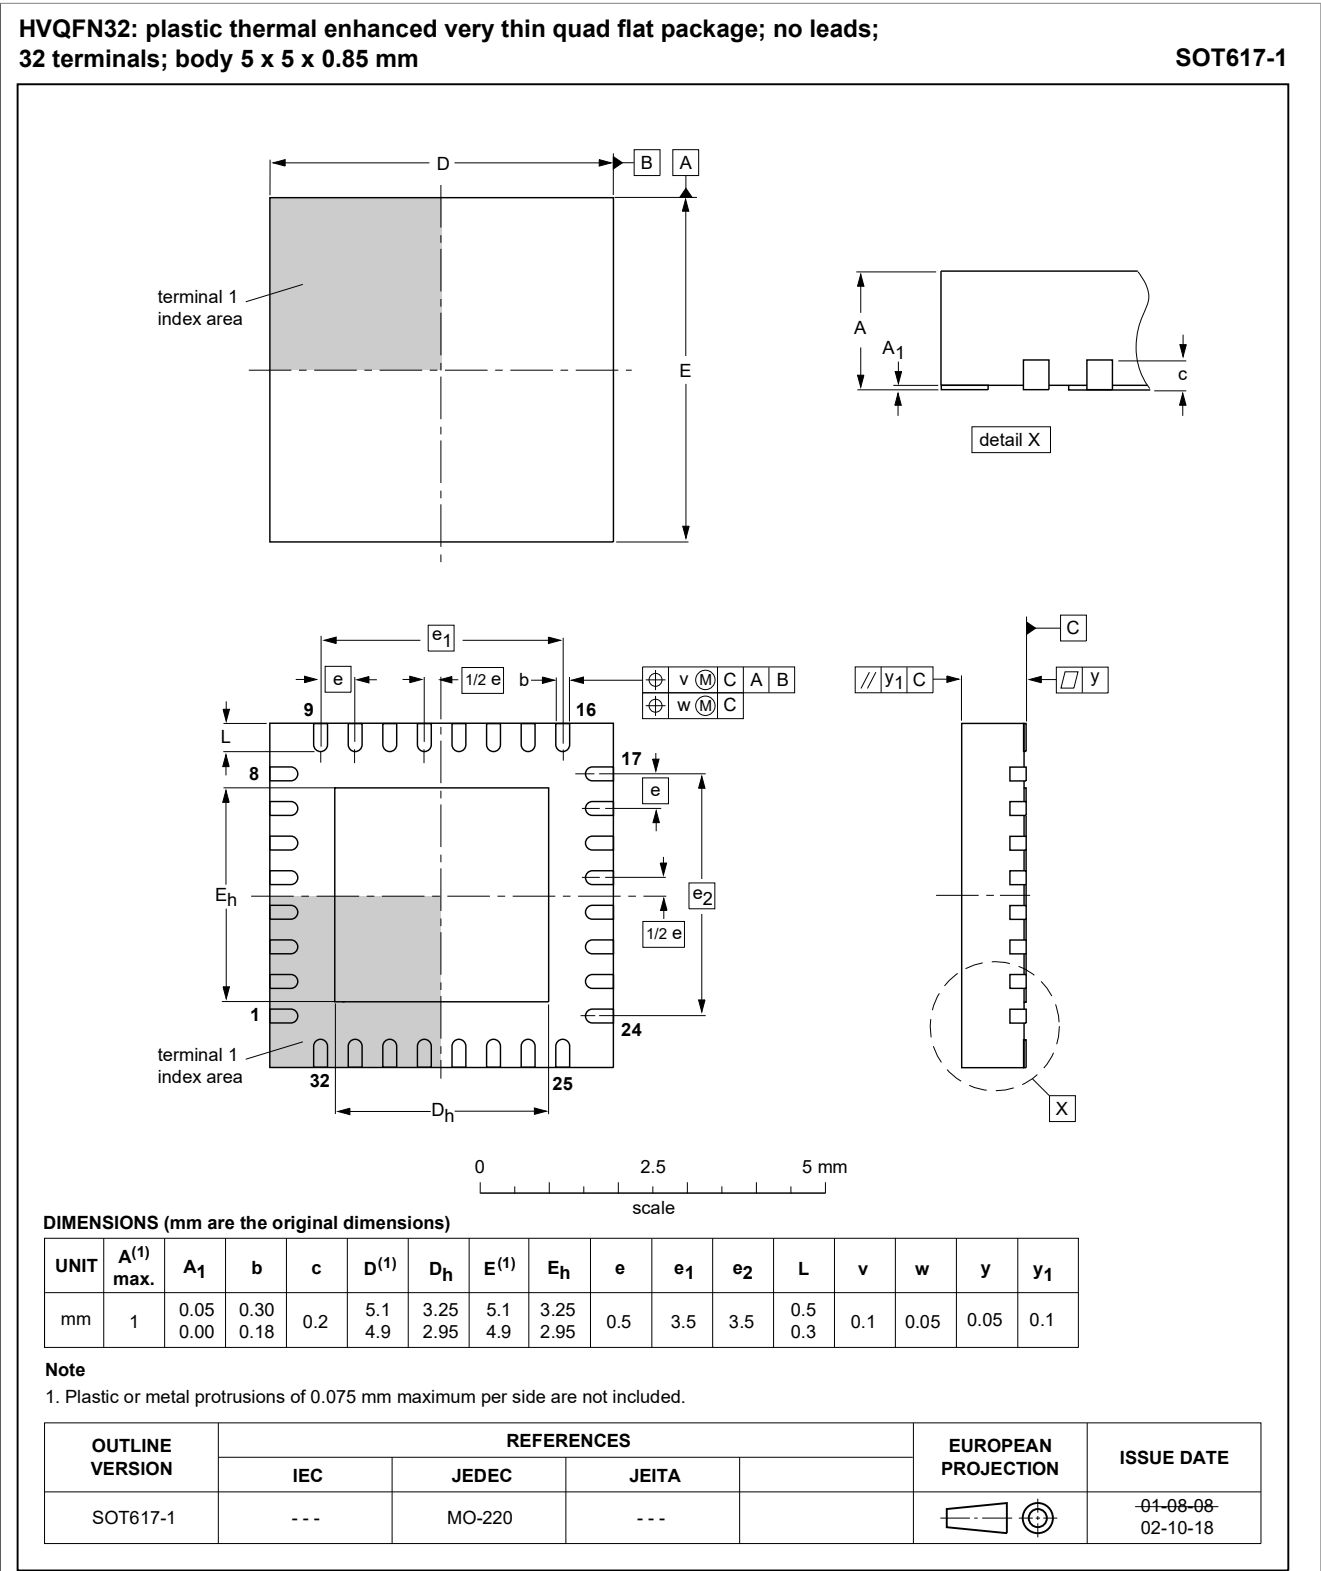 HVQFN32: plastic thermal enhanced very thin quad flat package; no leads;
32 terminals; body 5 x 5 x 0.85 mm
SOT617-1
D
B
A
terminal 1
index area
E
A
A1
c
detail X
e1
e
1/2 e
b
v M C A B
w M C
9
16
L
8
17
e
Eh
e2
1/2 e
1
24
terminal 1
index area
32
25
Dh
C
// y1 C
y
X
0 2.5 5 mm
scale
DIMENSIONS (mm are the original dimensions)
UNIT A(1) max. A1 b c D(1) Dh E(1) Eh e e1 e2 L v w y y1
mm 1 0.05 0.00 0.30 0.18 0.2 5.1 4.9 3.25 2.95 5.1 4.9 3.25 2.95 0.5 3.5 3.5 0.5 0.3 0.1 0.05 0.05 0.1
Note
1. Plastic or metal protrusions of 0.075 mm maximum per side are not included.
OUTLINE VERSION REFERENCES EUROPEAN PROJECTION ISSUE DATE
IEC JEDEC JEITA
SOT617-1 - - - MO-220 - - - 01-08-08
02-10-18